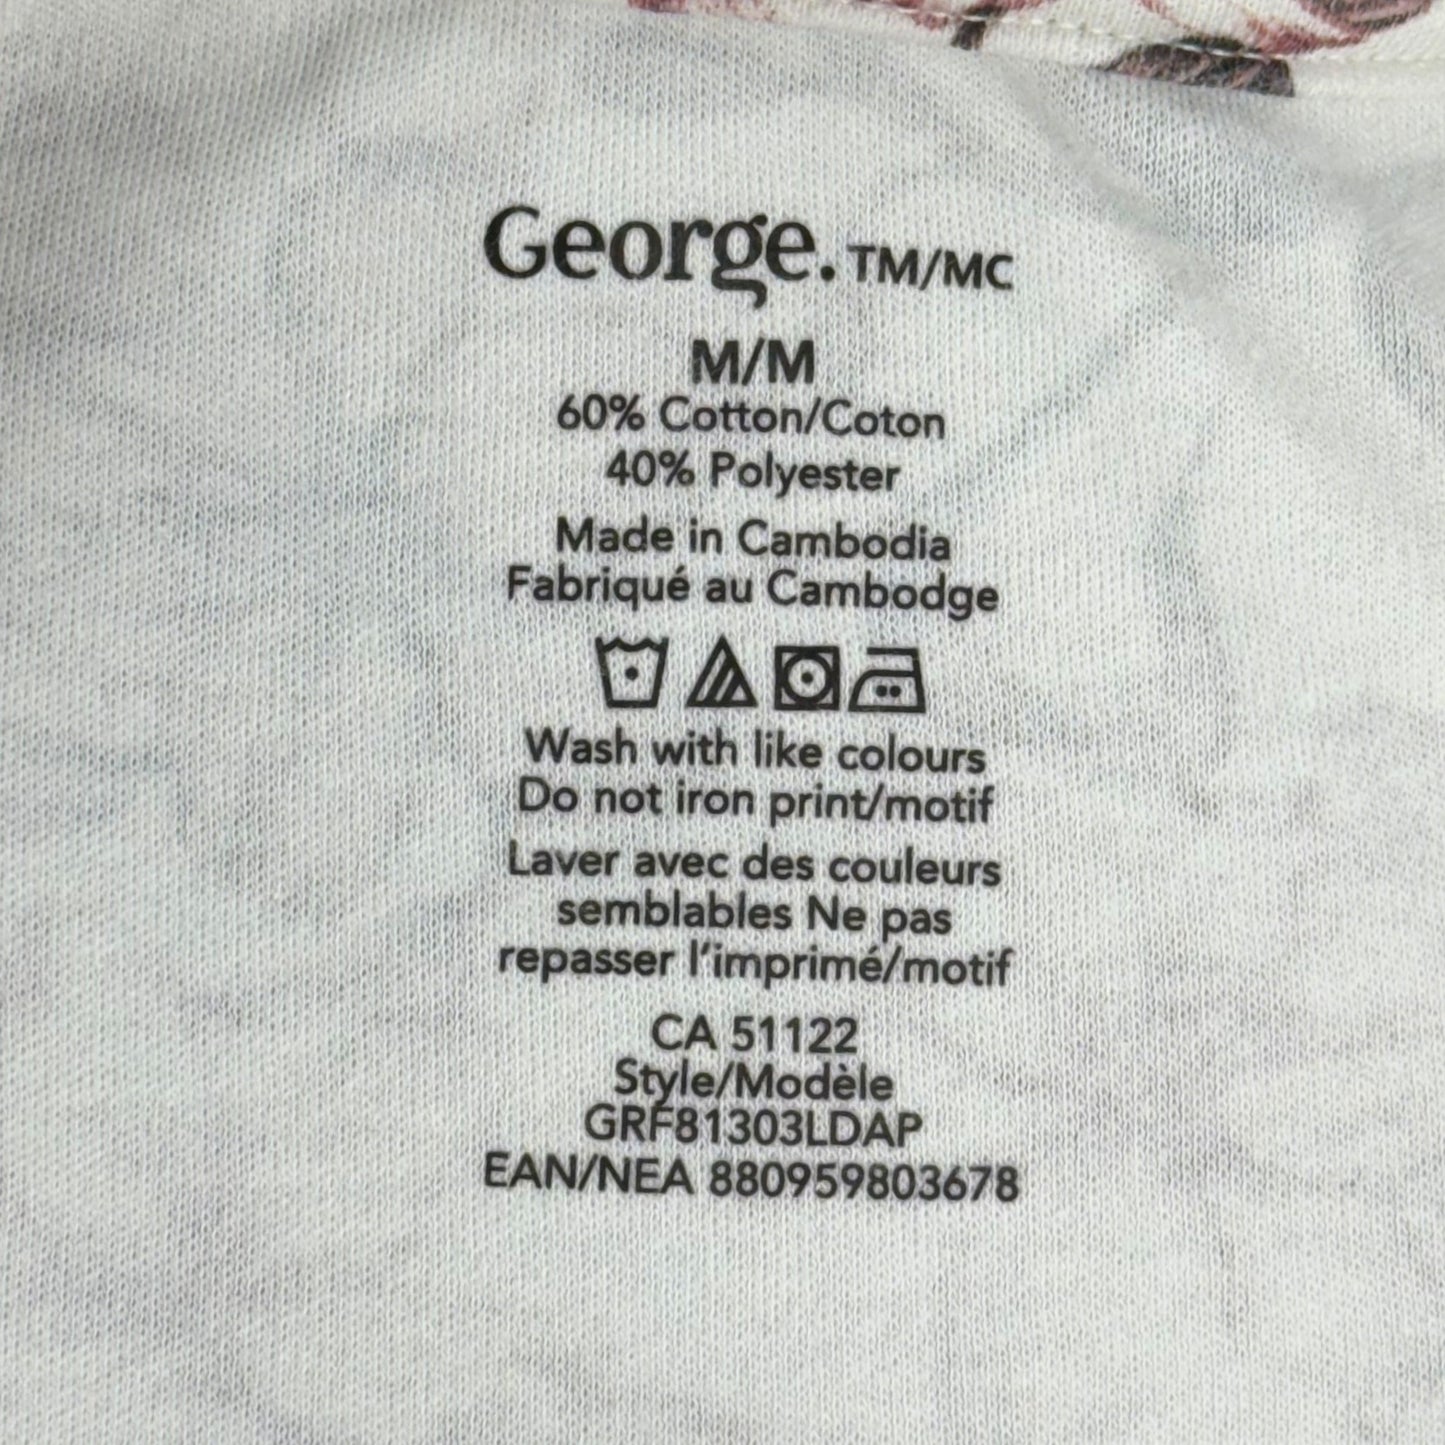 George. TM/MC
M/M
60% Cotton/Coton
40% Polyester
Made in Cambodia
Fabriqué au Cambodge
Wash with like colours
Do not iron print/motif
Laver avec des couleurs
semblables Ne pas
repasser l'imprimé/motif
CA 51122
Style/Modèle
GRF81303LDAP
EAN/NEA 880959803678